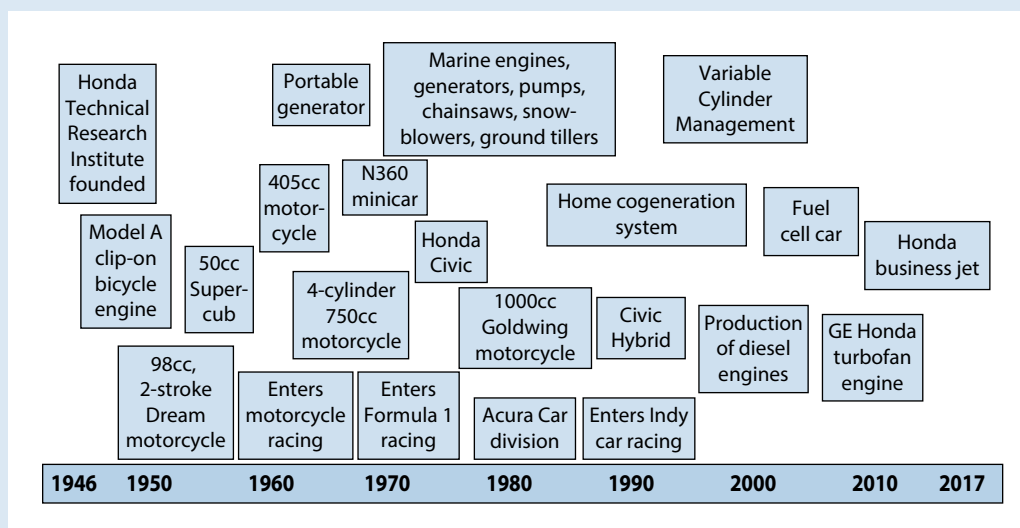 Honda
Technical
Research
Institute
founded
Portable
generator
Marine engines,
generators, pumps,
chainsaws, snow-
blowers, ground tillers
Variable
Cylinder
Management
405cc
motor-
cycle
N360
minicar
Home cogeneration
system
Fuel
cell car
Model A
clip-on
bicycle
engine
50cc
Super-
cub
Honda
Civic
Honda
business jet
4-cylinder
750cc
motorcycle
1000cc
Goldwing
motorcycle
Civic
Hybrid
Production
of diesel
engines
GE Honda
turbofan
engine
98cc,
2-stroke
Dream
motorcycle
Enters
motorcycle
racing
Enters
Formula 1
racing
Acura Car
division
Enters Indy
car racing
1946 1950 1960 1970 1980 1990 2000 2010 2017